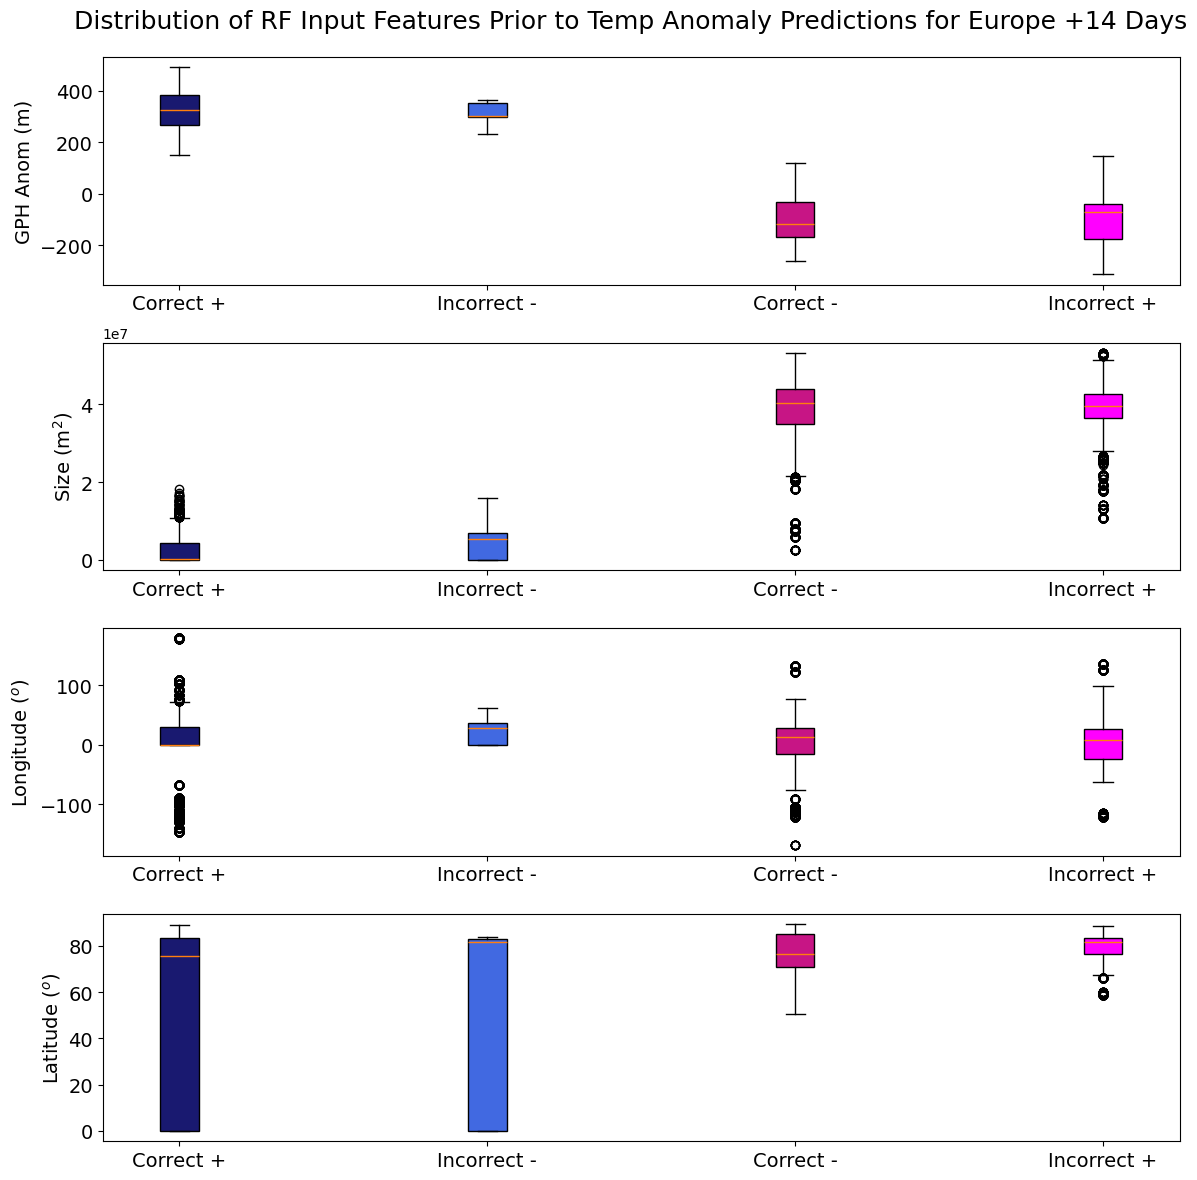 Distribution of RF Input Features Prior to Temp Anomaly Predictions for Europe +14 Days
GPH Anom (m)
400
200
0
−200
Correct +
Incorrect -
Correct -
Incorrect +
1e7
Size (m²)
4
2
0
Correct +
Incorrect -
Correct -
Incorrect +
Longitude (°)
100
0
−100
Correct +
Incorrect -
Correct -
Incorrect +
Latitude (°)
80
60
40
20
0
Correct +
Incorrect -
Correct -
Incorrect +